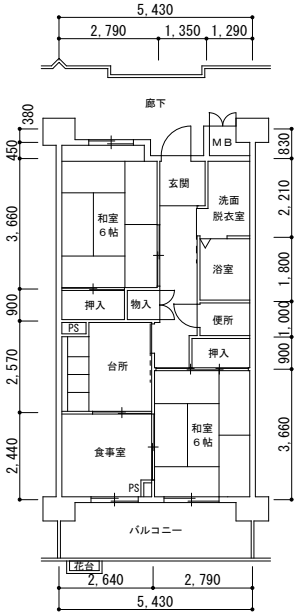 5,430
2,790
1,350
1,290
廊下
380
450
3,660
900
2,570
2,440
830
2,210
1,800
1,000
900
3,660
MB
玄関
洗面
脱衣室
和室
6帖
浴室
押入
物入
便所
PS
押入
台所
和室
6帖
食事室
PS
バルコニー
花台
2,640
2,790
5,430